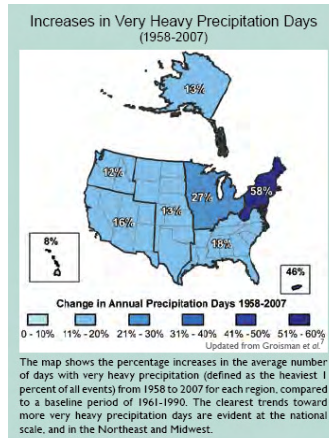 Increases in Very Heavy Precipitation Days
(1958-2007)
13%
12%
58%
27%
13%
16%
18%
8%
46%
Change in Annual Precipitation Days 1958-2007
0 - 10% 11% -20% 21% - 30% 31% - 40% 41% -50% 51% - 60%
Updated from Groisman et al.
The map shows the percentage increases in the average number
of days with very heavy precipitation (defined as the heaviest 1
percent of all events) from 1958 to 2007 for each region, compared
to a baseline period of 1961-1990. The clearest trends toward
more very heavy precipitation days are evident at the national
scale, and in the Northeast and Midwest.